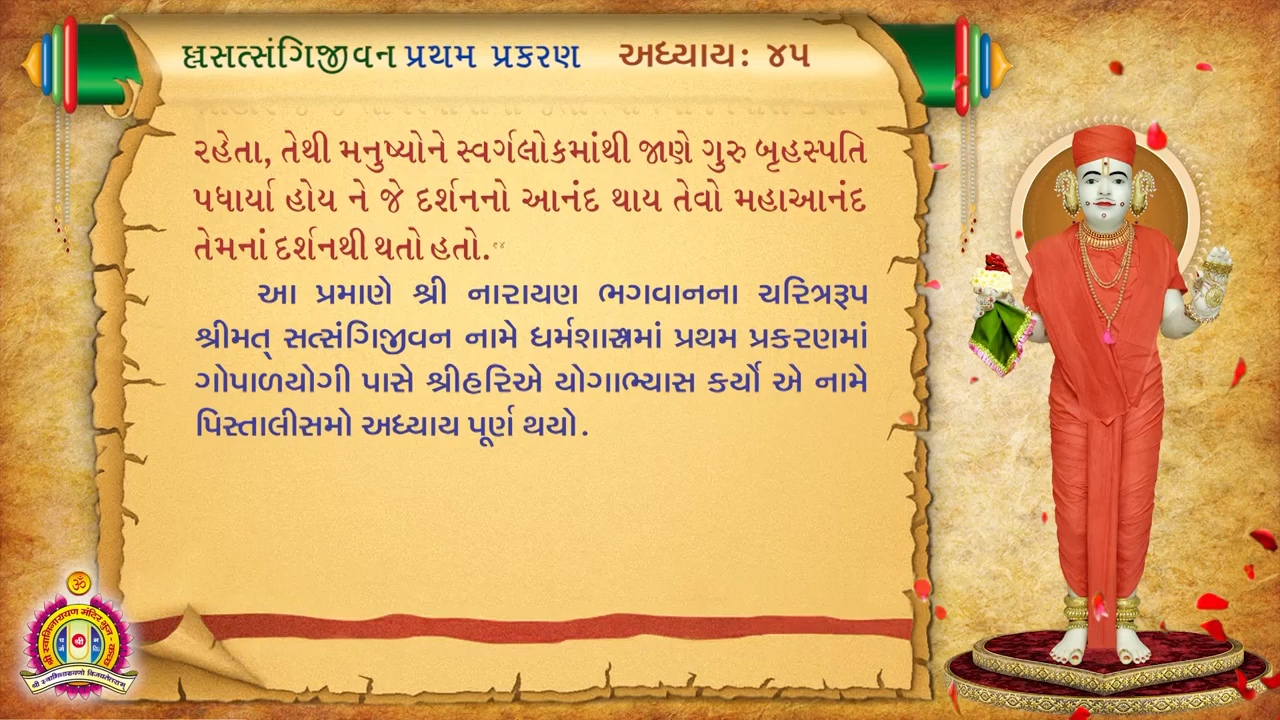 સત્સંગિજીવન પ્રથમ પ્રકરણ અધ્યાય: ૪૫
રહેતા, તેથી મનુષ્યોને સ્વર્ગલોકમાંથી જાણે ગુરુ બૃહસ્પતિ
પધાર્યા હોય ને જે દર્શનનો આનંદ થાય તેવો મહાઆનંદ
તેમનાં દર્શનથી થતો હતો.
આ પ્રમાણે શ્રી નારાયણ ભગવાનના ચરિત્રરૂપ
શ્રીમત્ સત્સંગિજીવન નામે ધર્મશાસ્ત્રમાં પ્રથમ પ્રકરણમાં
ગોપાળયોગી પાસે શ્રીહરિએ યોગાભ્યાસ કર્યો એ નામે
પિસ્તાલીસમો અધ્યાય પૂર્ણ થયો.
ॐ
श्री स्वामिनारायण मंदिर भुज - कच्छ
श्री